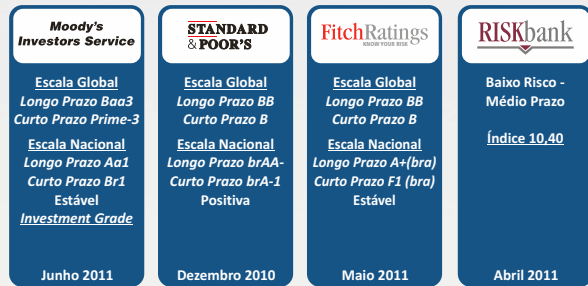 Moody's
Investors Service
Escala Global
Longo Prazo Baa3
Curto Prazo Prime-3
Escala Nacional
Longo Prazo Aa1
Curto Prazo Br1
Estável
Investment Grade
Junho 2011
STANDARD
& POOR'S
Escala Global
Longo Prazo BB
Curto Prazo B
Escala Nacional
Longo Prazo brAA-
Curto Prazo brA-1
Positiva
Dezembro 2010
FitchRatings
KNOW YOUR RISK
Escala Global
Longo Prazo BB
Curto Prazo B
Escala Nacional
Longo Prazo A+(bra)
Curto Prazo F1 (bra)
Estável
Maio 2011
RISKbank
Baixo Risco -
Médio Prazo
Índice 10,40
Abril 2011